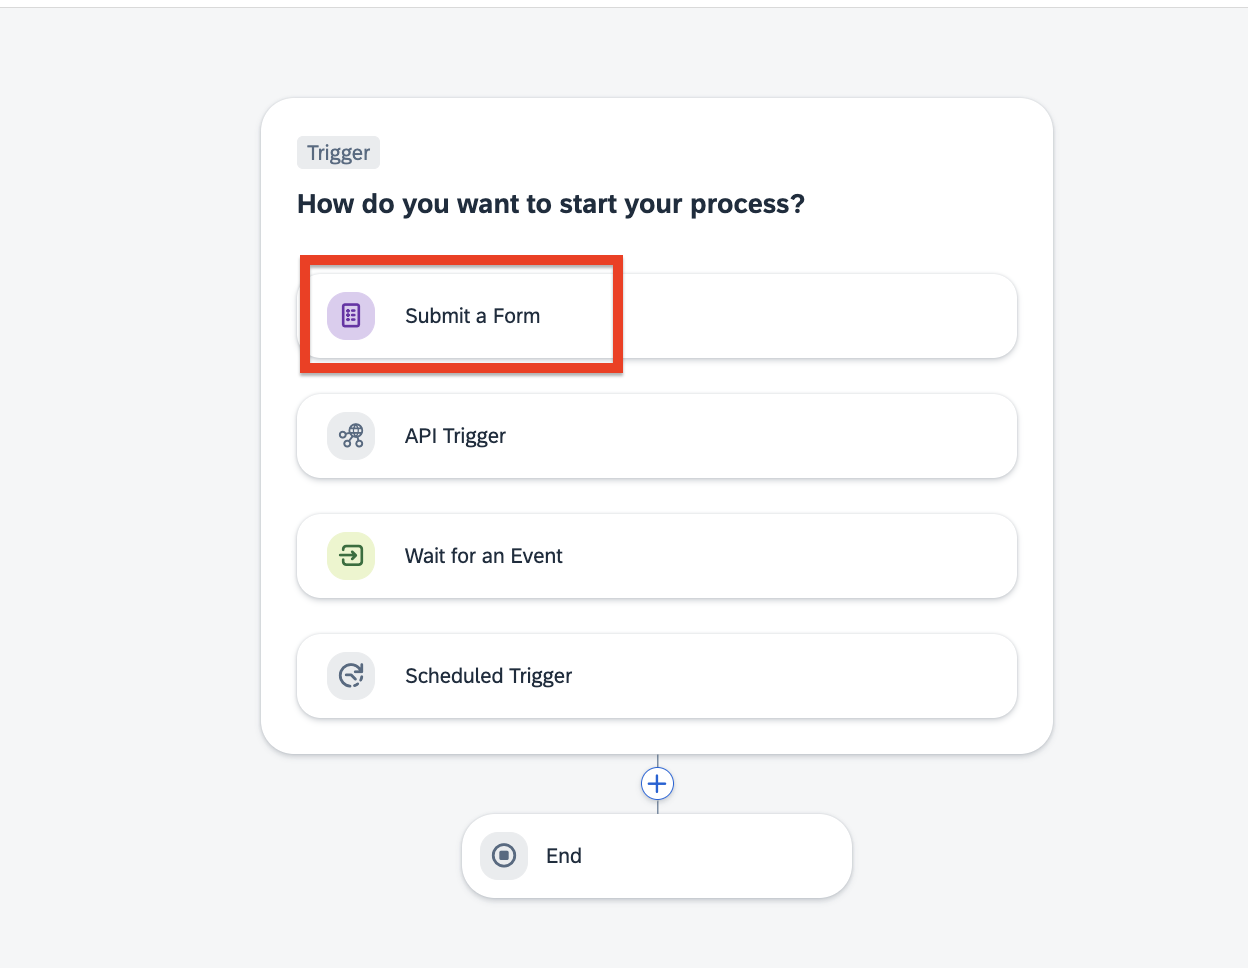 Trigger
How do you want to start your process?
Submit a Form
API Trigger
Wait for an Event
Scheduled Trigger
End